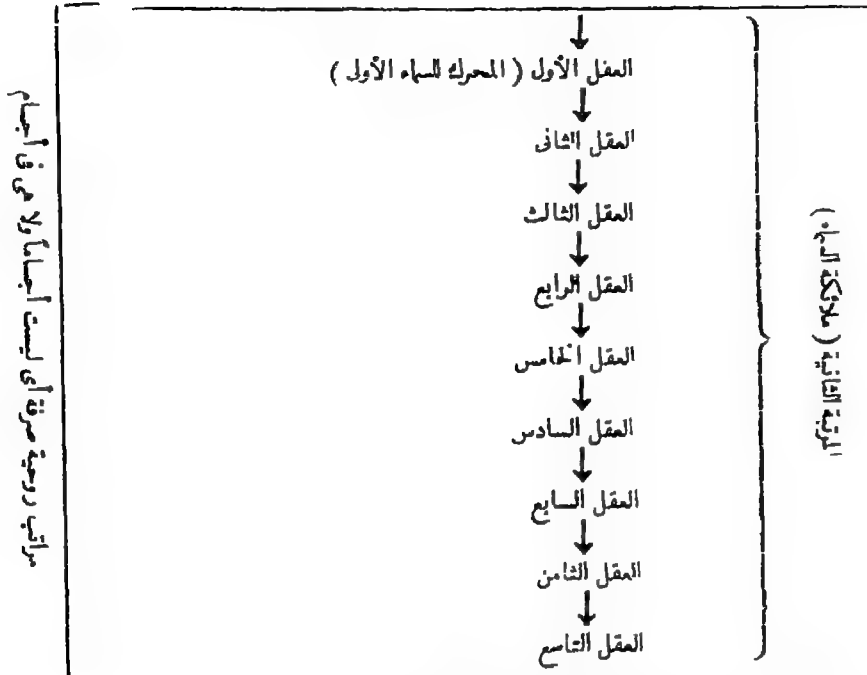 المرتبة الثانية ( ملائكة السماء )
العقل الأول ( المحرك للسماء الأولى )
العقل الثانى
العقل الثالث
العقل الرابع
العقل الخامس
العقل السادس
العقل السابع
العقل الثامن
العقل التاسع
مراتب روحية صرفة أى ليست أجساماً ولا هى فى أجسام